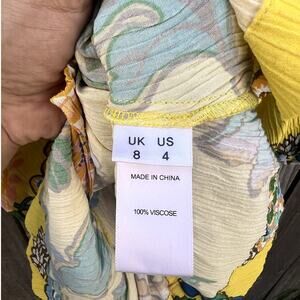 UK US
8 4
MADE IN CHINA
100% VISCOSE